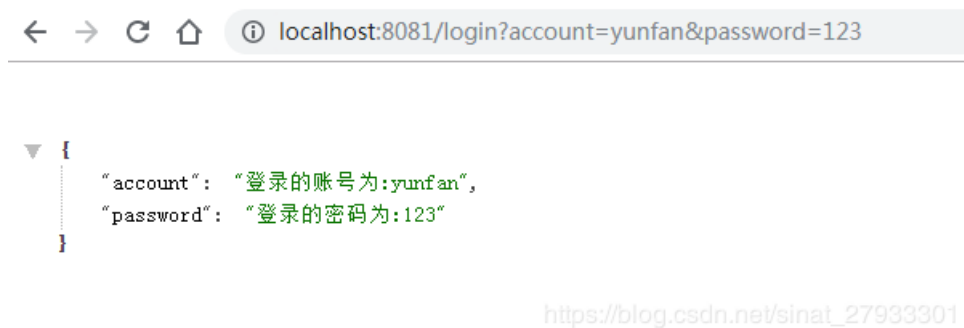 localhost:8081/login?account=yunfan&password=123
{
"account": "登录的账号为:yunfan",
"password": "登录的密码为:123"
}
https://blog.csdn.net/sinat_27933301